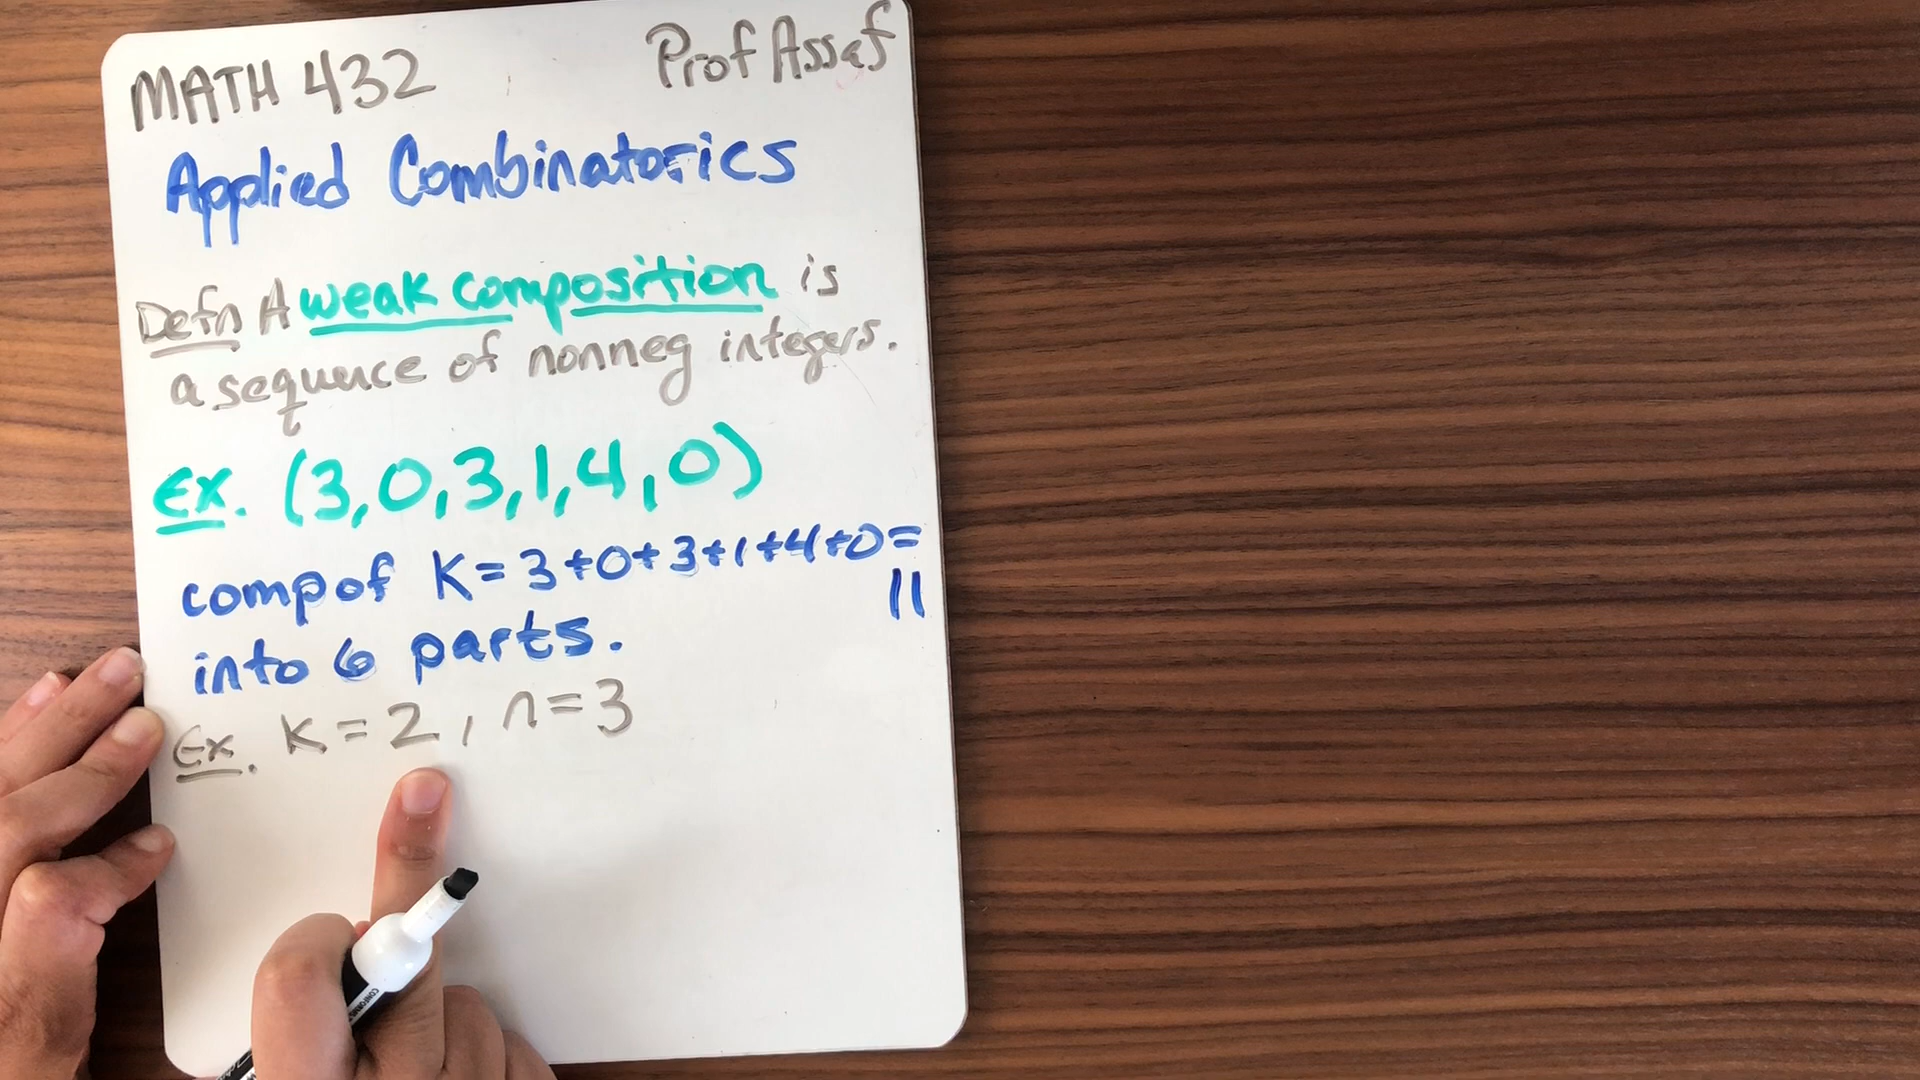 MATH 432 Prof Assaf
Applied Combinatorics
Defn A weak composition is
a sequence of nonneg integers.
Ex. (3,0,3,1,4,0)
comp of K=3+0+3+1+4+0=
11
into 6 parts.
Ex. K=2, n=3